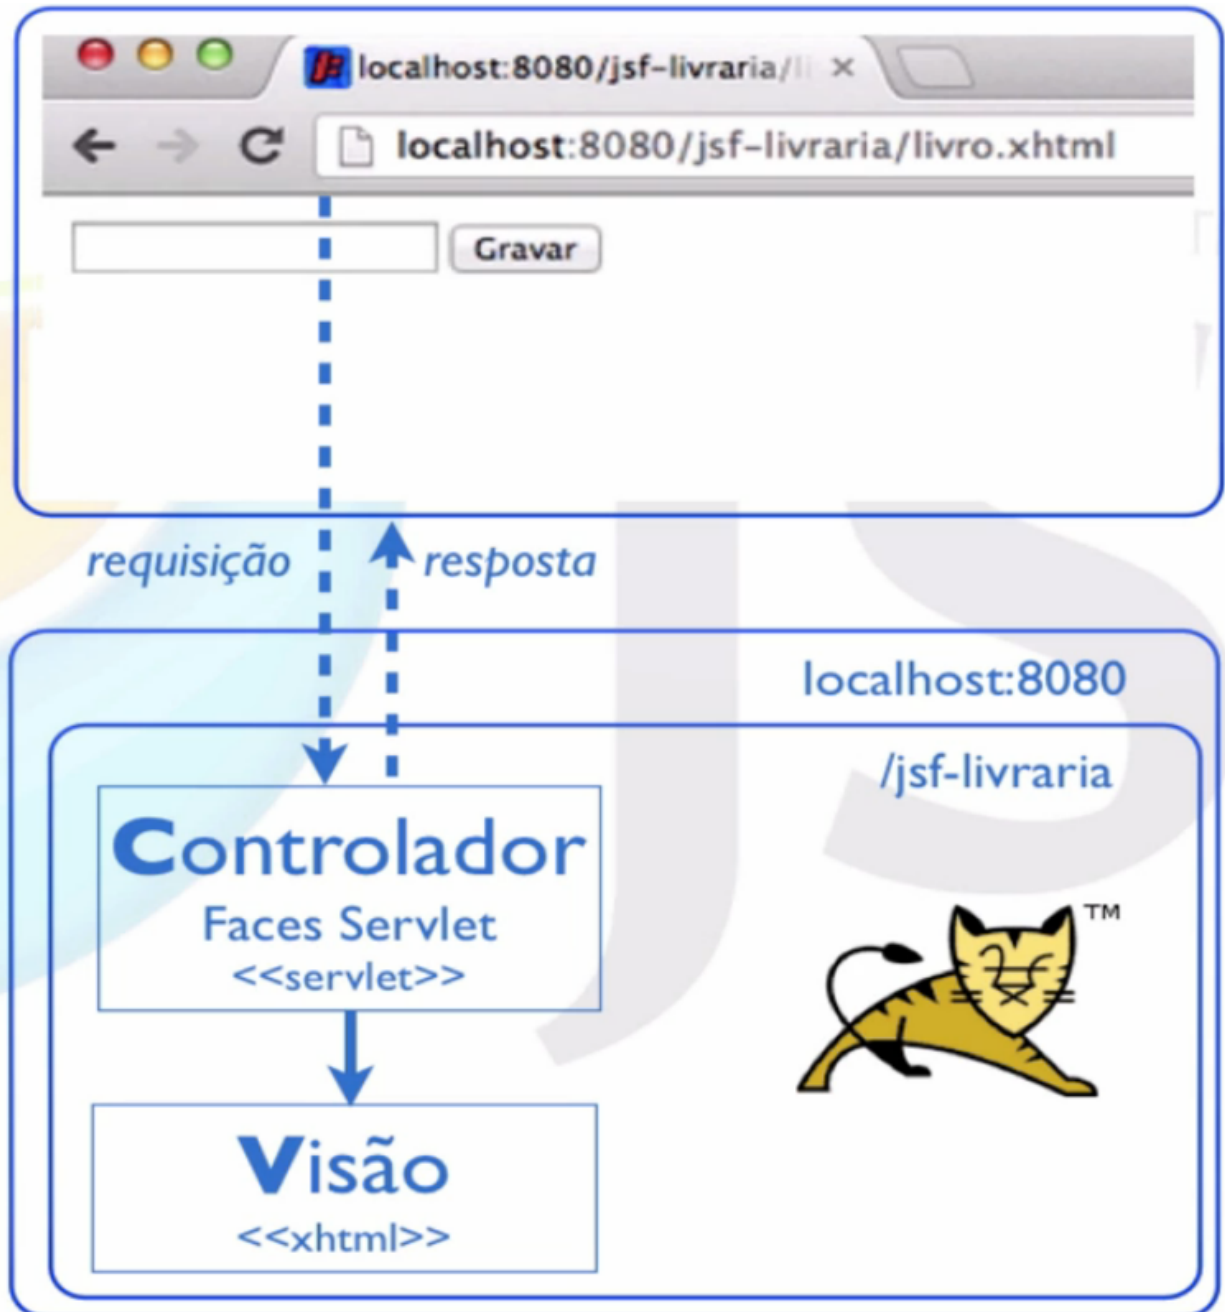 localhost:8080/jsf-livraria/li
localhost:8080/jsf-livraria/livro.xhtml
Gravar
requisição
resposta
localhost:8080
/jsf-livraria
Controlador
Faces Servlet
<<servlet>>
TM
Visão
<<xhtml>>